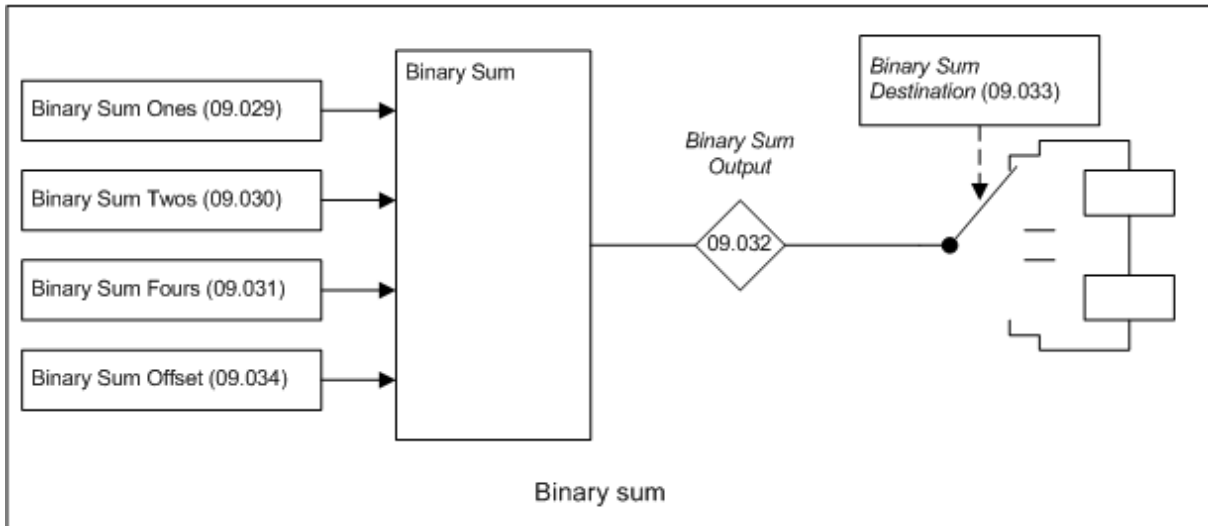 Binary Sum Ones (09.029)
Binary Sum Twos (09.030)
Binary Sum Fours (09.031)
Binary Sum Offset (09.034)
Binary Sum
Binary Sum
Output
09.032
Binary Sum
Destination (09.033)
Binary sum